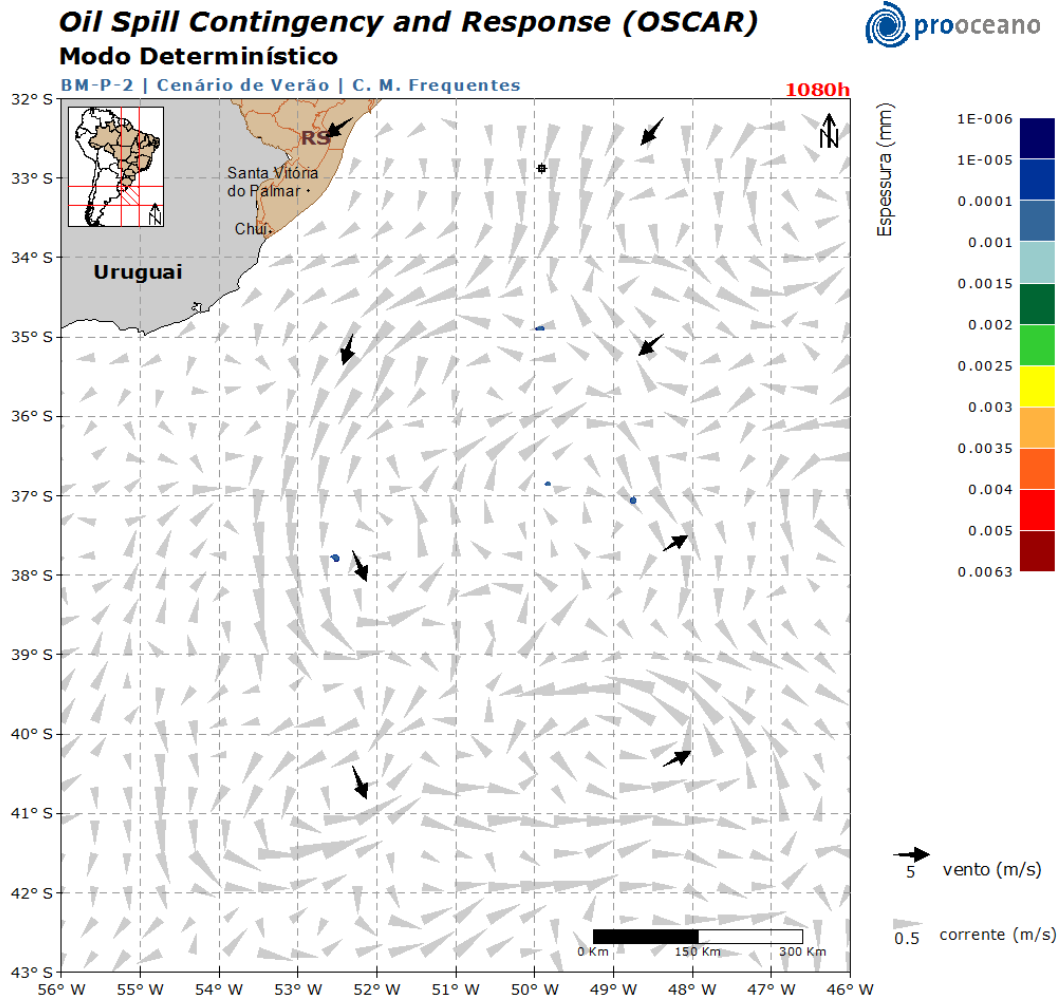 Oil Spill Contingency and Response (OSCAR)
prooceano
Modo Determinístico
BM-P-2 | Cenário de Verão | C. M. Frequentes
1080h
32° S
33° S
34° S
35° S
36° S
37° S
38° S
39° S
40° S
41° S
42° S
43° S
56° W
55° W
54° W
53° W
52° W
51° W
50° W
49° W
48° W
47° W
46° W
N
N
RS
Santa Vitória
do Palmar
Chuí
Uruguai
Espessura (mm)
1E-006
1E-005
0.0001
0.001
0.0015
0.002
0.0025
0.003
0.0035
0.004
0.005
0.0063
5 vento (m/s)
0.5 corrente (m/s)
0 Km 150 Km 300 Km